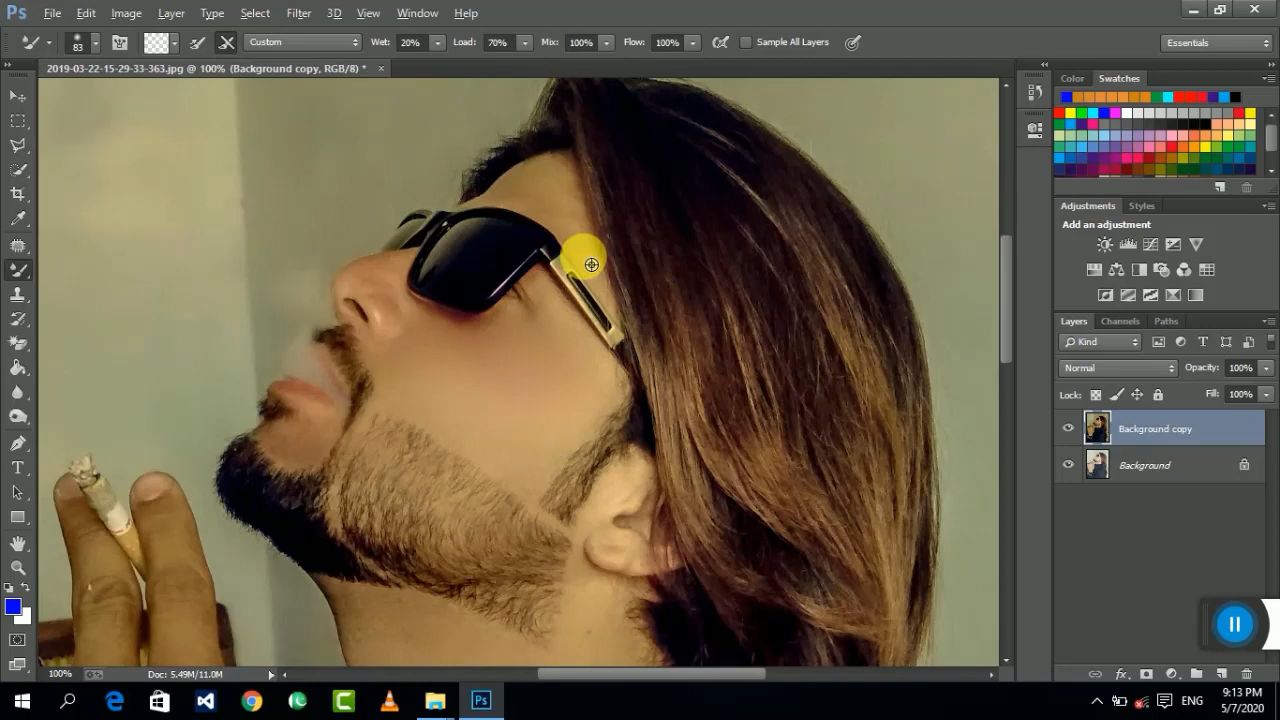 Ps File Edit Image Layer Type Select Filter 3D View Window Help
83 Custom Wet: 20% Load: 70% Mix: 100% Flow: 100% Sample All Layers Essentials
2019-03-22-15-29-33-363.jpg @ 100% (Background copy, RGB/8) *
Color Swatches
Adjustments Styles
Add an adjustment
Layers Channels Paths
Kind
Normal Opacity: 100%
Lock: Fill: 100%
Background copy
Background
100% Doc: 5.49M/11.0M
Ps ENG 9:13 PM
5/7/2020